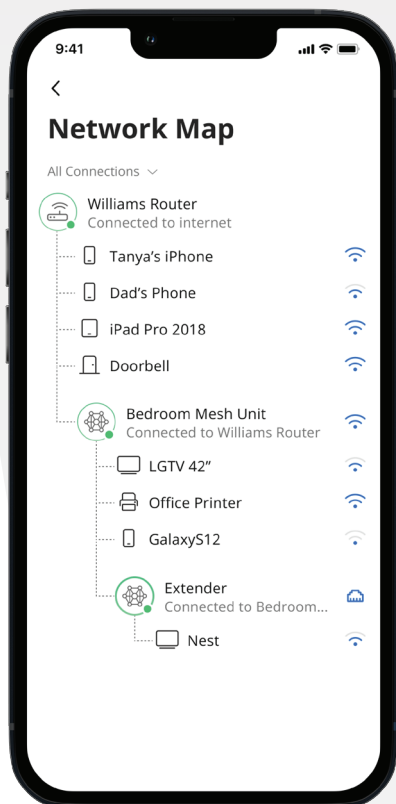 9:41
Network Map
All Connections
Williams Router
Connected to internet
Tanya's iPhone
Dad's Phone
iPad Pro 2018
Doorbell
Bedroom Mesh Unit
Connected to Williams Router
LGTV 42”
Office Printer
GalaxyS12
Extender
Connected to Bedroom...
Nest